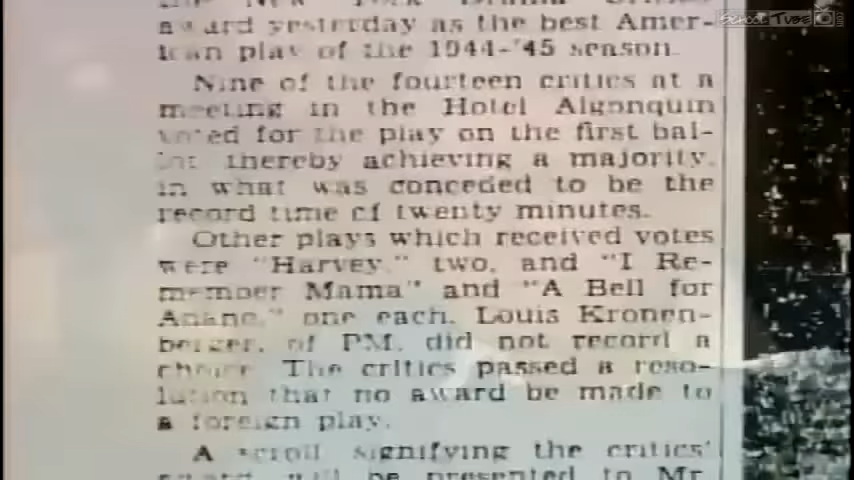 award yesterday as the best Amer-
ican play of the 1944-'45 season.
Nine of the fourteen critics at a
meeting in the Hotel Algonquin
voted for the play on the first bal-
lot thereby achieving a majority,
in what was conceded to be the
record time of twenty minutes.
Other plays which received votes
were "Harvey," two, and "I Re-
member Mama" and "A Bell for
Adano," one each. Louis Kronen-
berger, of PM, did not record a
choice. The critics passed a reso-
lution that no award be made to
a foreign play.
A scroll signifying the critics'
be presented to Mr.
SCHOOLTUBE